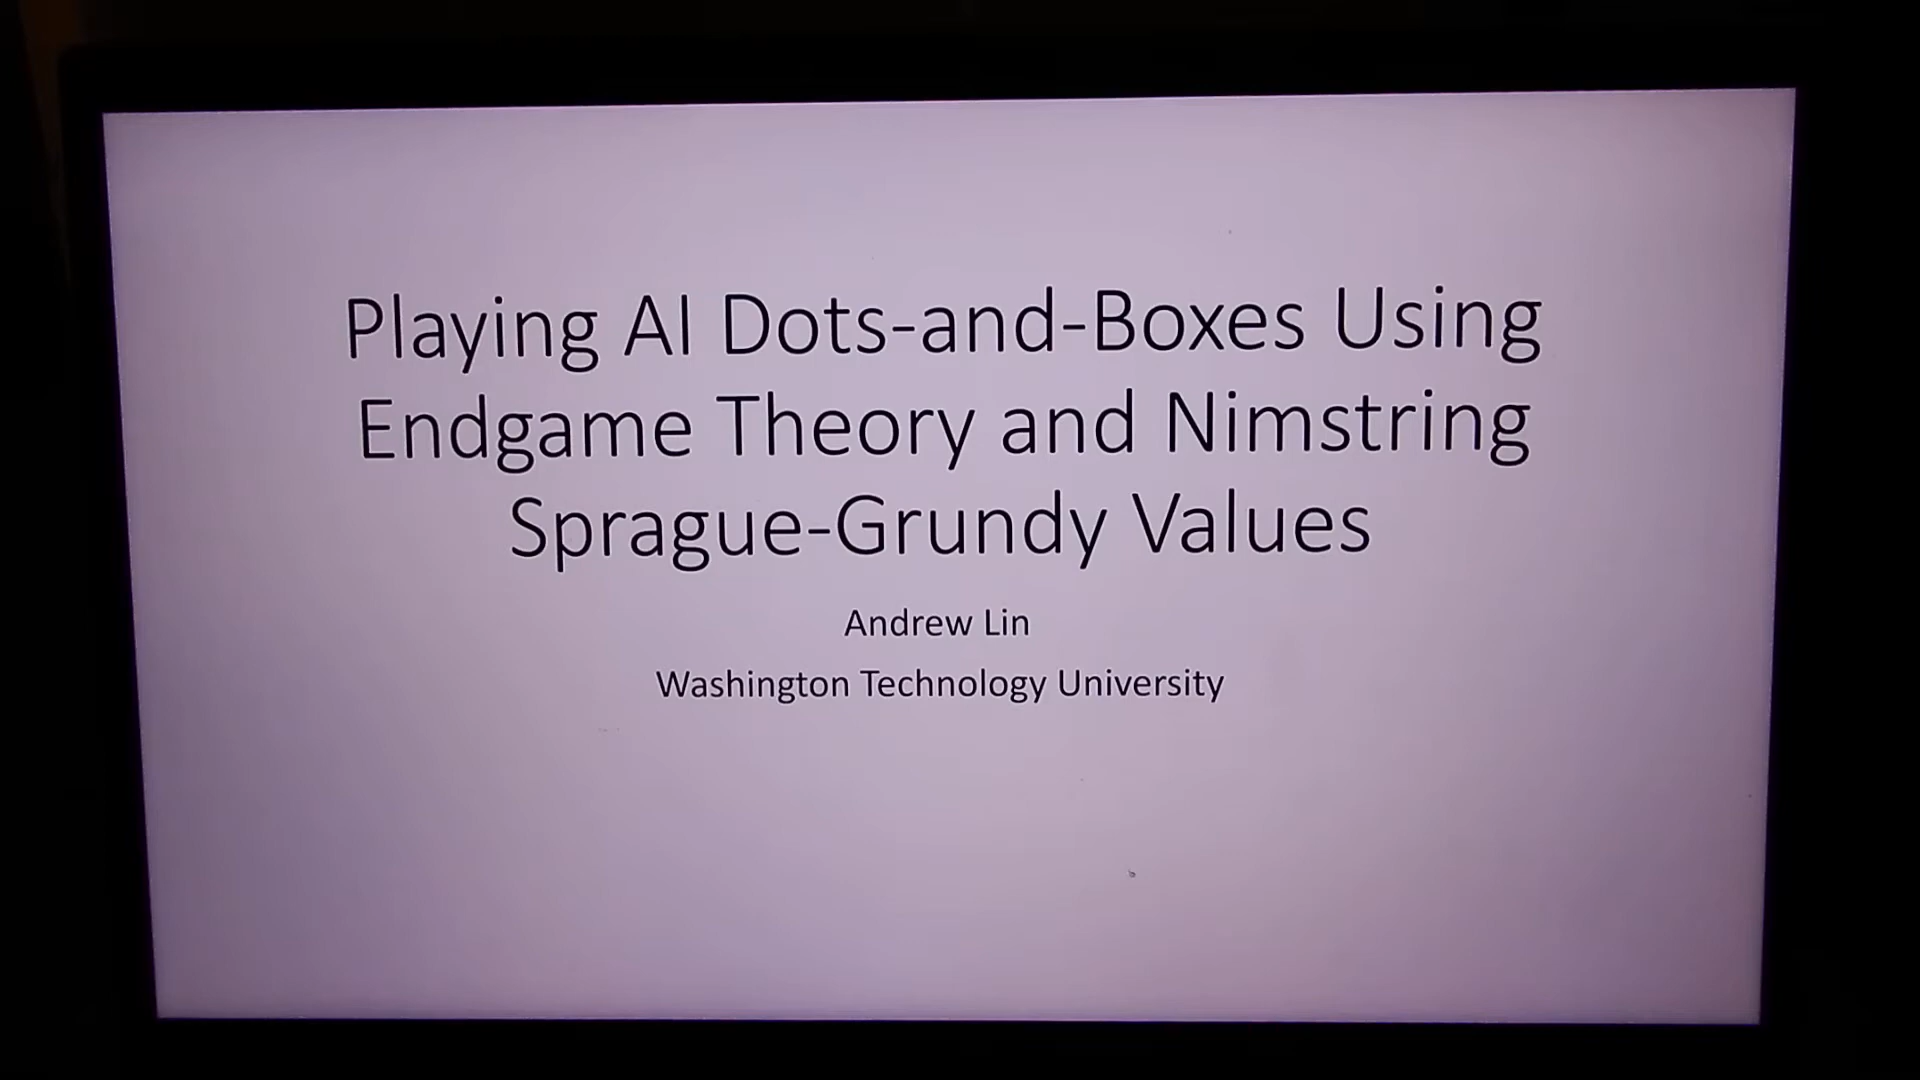 Playing AI Dots-and-Boxes Using
Endgame Theory and Nimstring
Sprague-Grundy Values
Andrew Lin
Washington Technology University